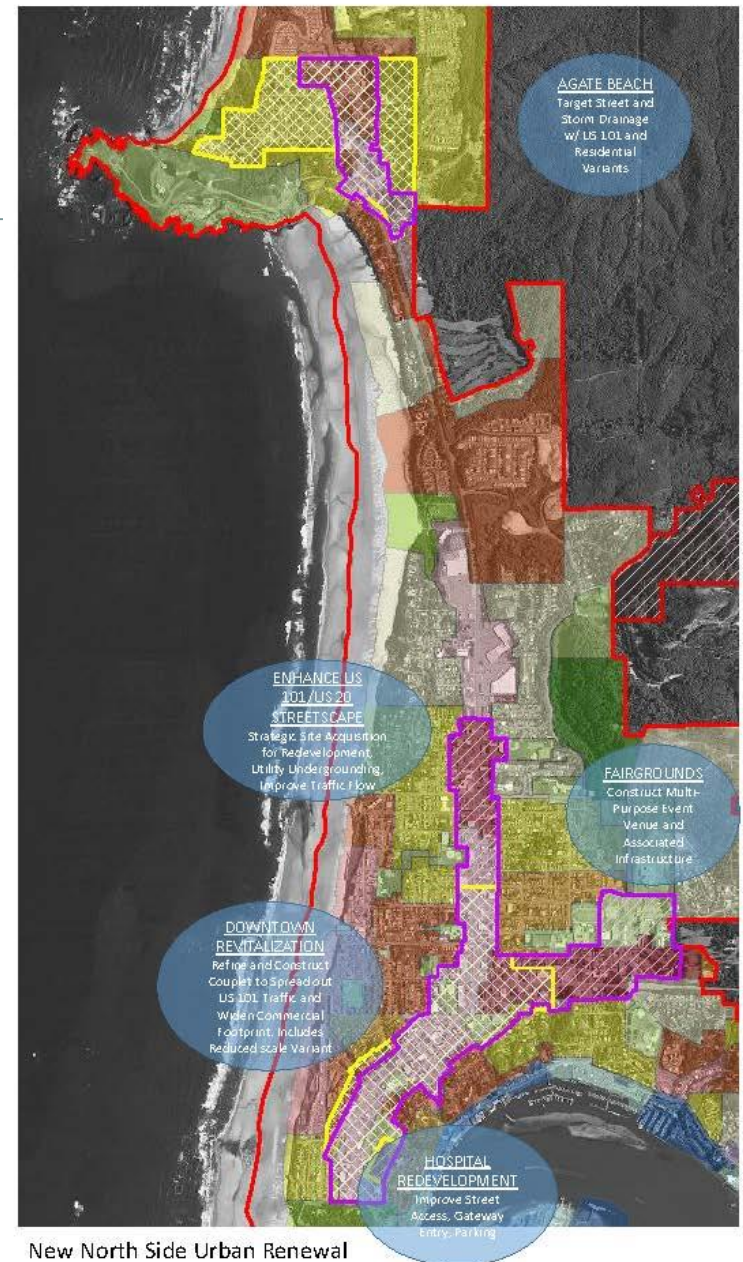 AGATE BEACH
Target Street and
Storm Drainage
w/ US 101 and
Residential
Variants
ENHANCE US
101/US 20
STREETSCAPE
Strategic Site Acquisition
for Redevelopment,
Utility Undergrounding,
Improve Traffic Flow
FAIRGROUNDS
Construct Multi-
Purpose Event
Venue and
Associated
Infrastructure
DOWNTOWN
REVITALIZATION
Refine and Construct
Couplet to Spread out
US 101 Traffic and
Widen Commercial
Footprint. Includes
Reduced scale Variant
HOSPITAL
REDEVELOPMENT
Improve Street
Access, Gateway
Entry, Parking
New North Side Urban Renewal